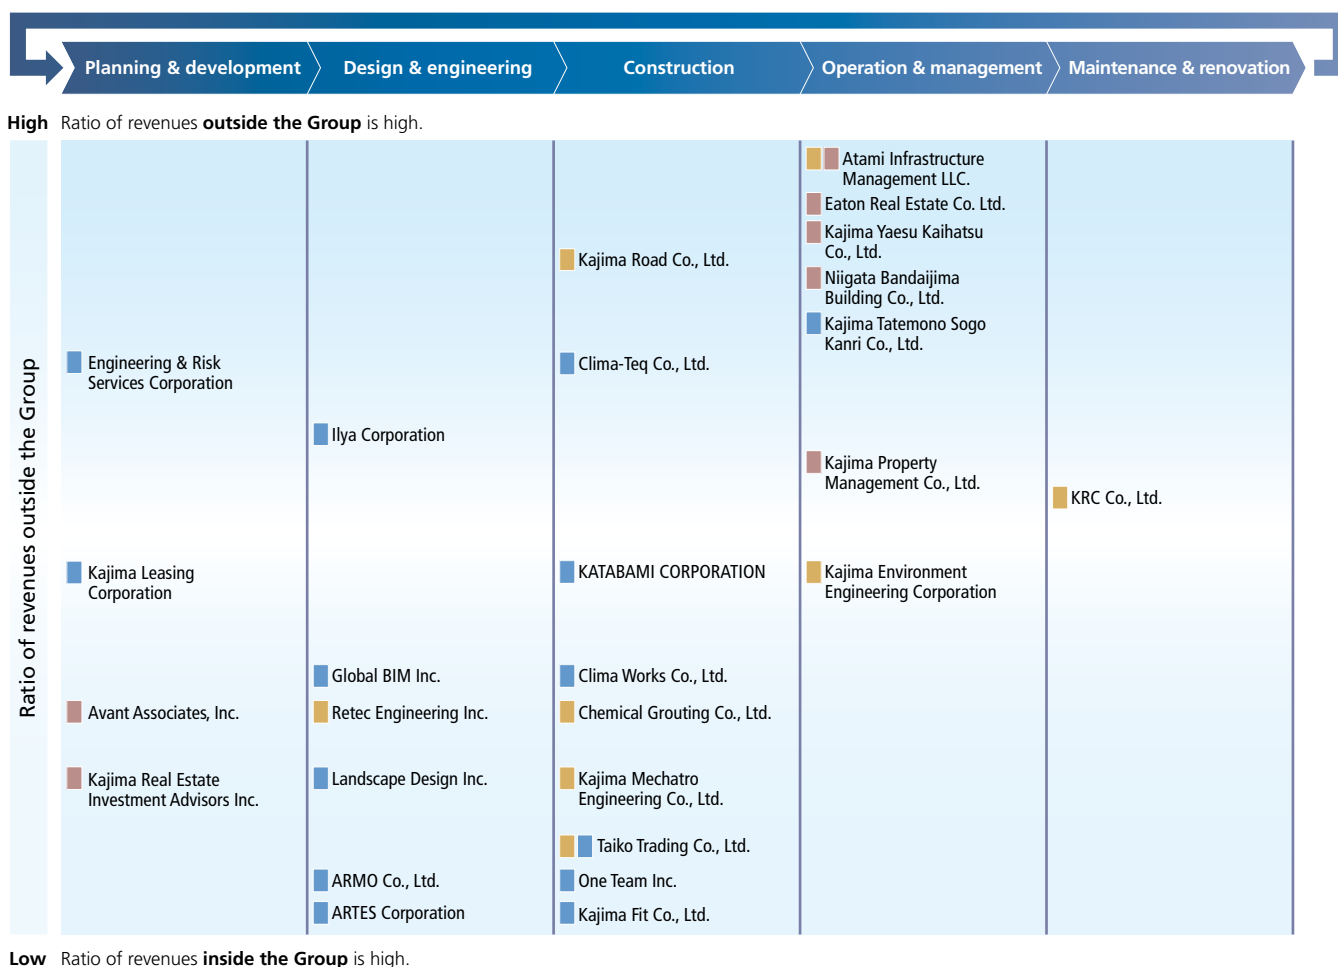 Planning & development
Design & engineering
Construction
Operation & management
Maintenance & renovation
High Ratio of revenues outside the Group is high.
Ratio of revenues outside the Group
Engineering & Risk
Services Corporation
Kajima Leasing
Corporation
Avant Associates, Inc.
Kajima Real Estate
Investment Advisors Inc.
Ilya Corporation
Global BIM Inc.
Retec Engineering Inc.
Landscape Design Inc.
ARMO Co., Ltd.
ARTES Corporation
Kajima Road Co., Ltd.
Clima-Teq Co., Ltd.
KATABAMI CORPORATION
Clima Works Co., Ltd.
Chemical Grouting Co., Ltd.
Kajima Mechatro
Engineering Co., Ltd.
Taiko Trading Co., Ltd.
One Team Inc.
Kajima Fit Co., Ltd.
Atami Infrastructure
Management LLC.
Eaton Real Estate Co. Ltd.
Kajima Yaesu Kaihatsu
Co., Ltd.
Niigata Bandaijima
Building Co., Ltd.
Kajima Tatemono Sogo
Kanri Co., Ltd.
Kajima Property
Management Co., Ltd.
Kajima Environment
Engineering Corporation
KRC Co., Ltd.
Low Ratio of revenues inside the Group is high.